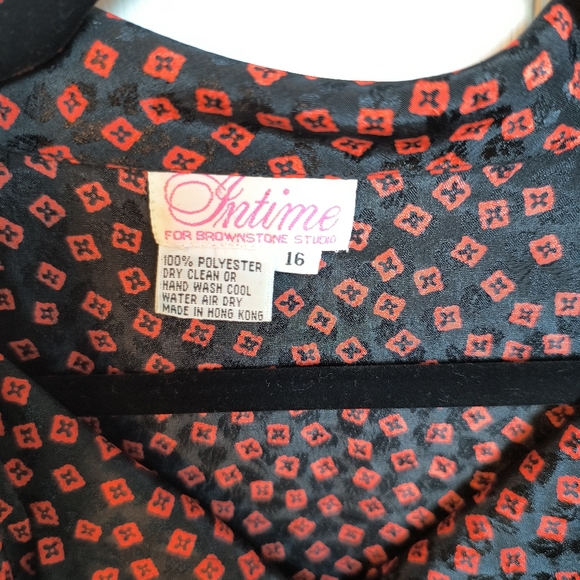 Intime
FOR BROWNSTONE STUDIO
16
100% POLYESTER
DRY CLEAN OR
HAND WASH COOL
WATER AIR DRY
MADE IN HONG KONG